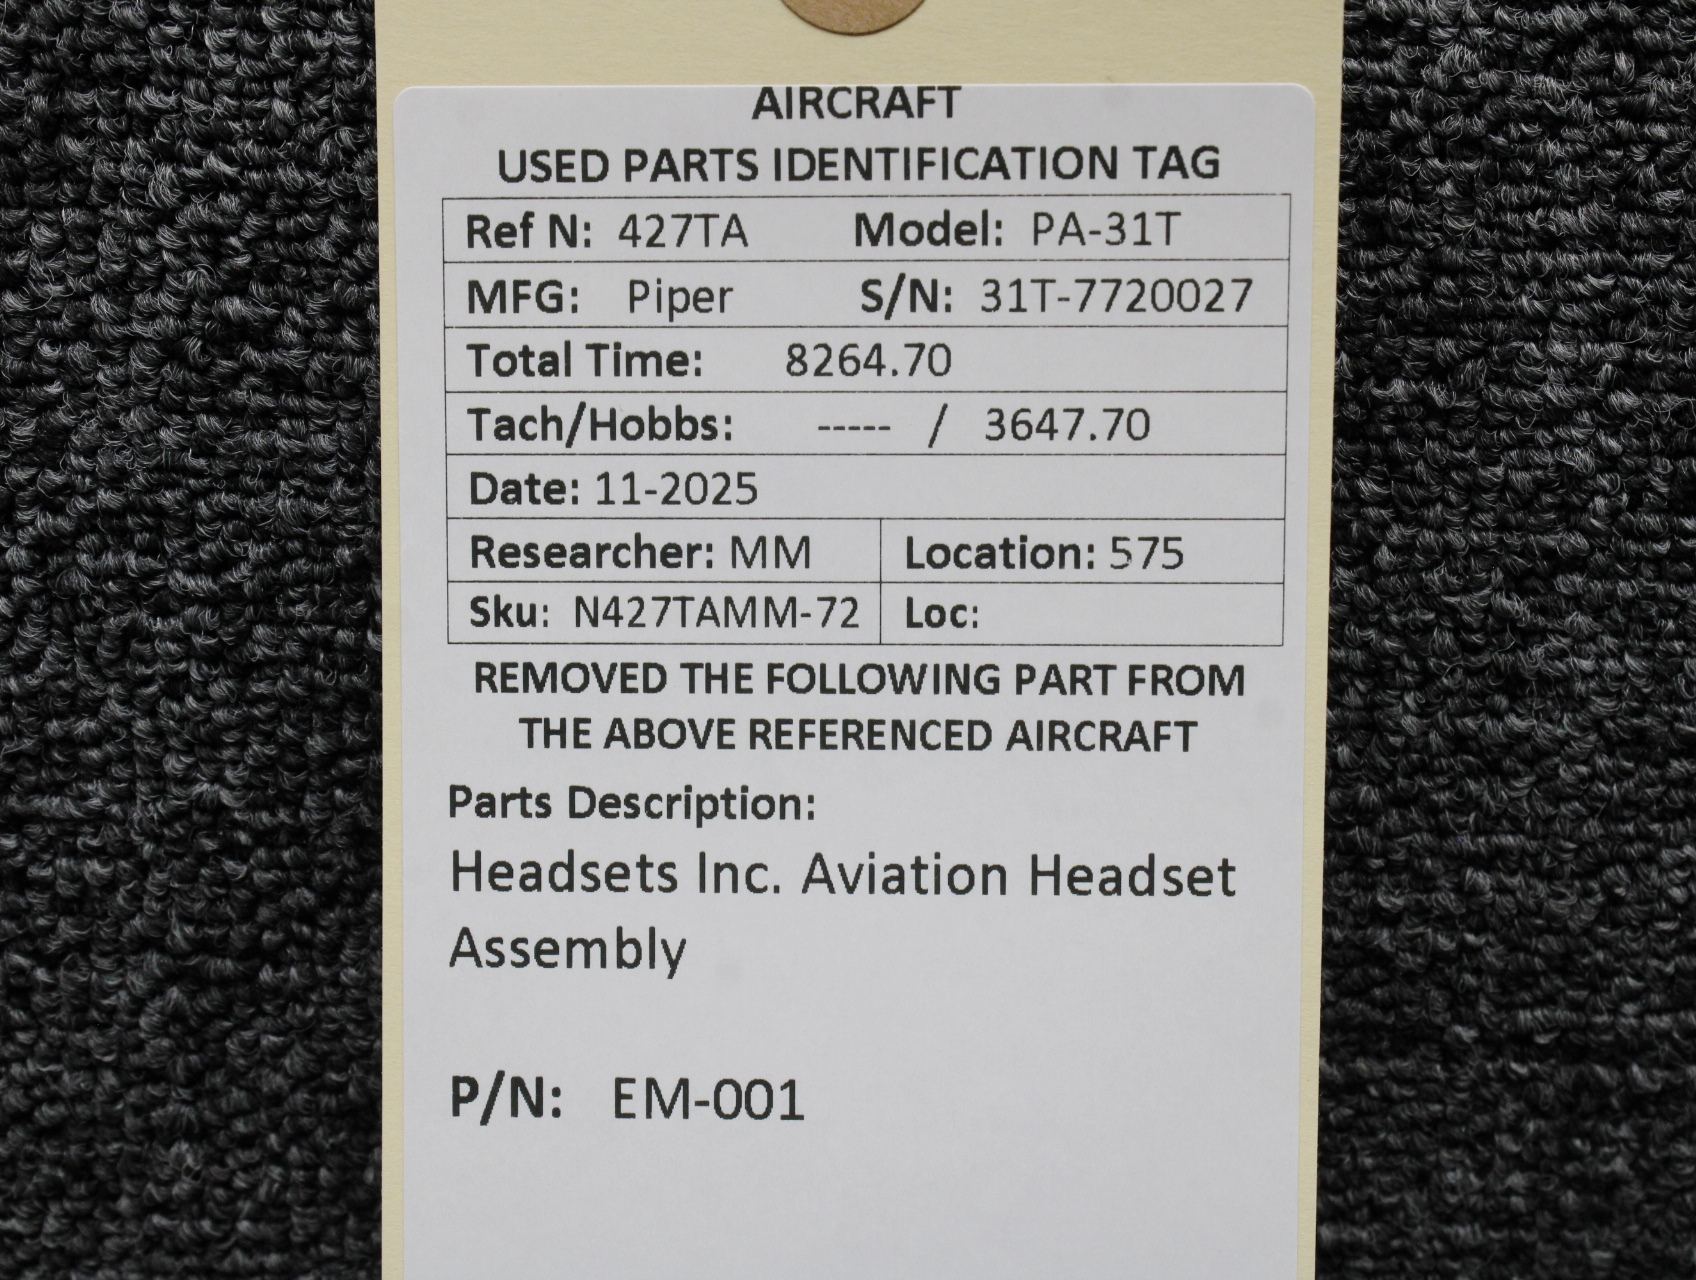 AIRCRAFT
USED PARTS IDENTIFICATION TAG
Ref N: 427TA Model: PA-31T
MFG: Piper S/N: 31T-7720027
Total Time: 8264.70
Tach/Hobbs: ----- / 3647.70
Date: 11-2025
Researcher: MM Location: 575
Sku: N427TAMM-72 Loc:
REMOVED THE FOLLOWING PART FROM
THE ABOVE REFERENCED AIRCRAFT
Parts Description:
Headsets Inc. Aviation Headset
Assembly
P/N: EM-001